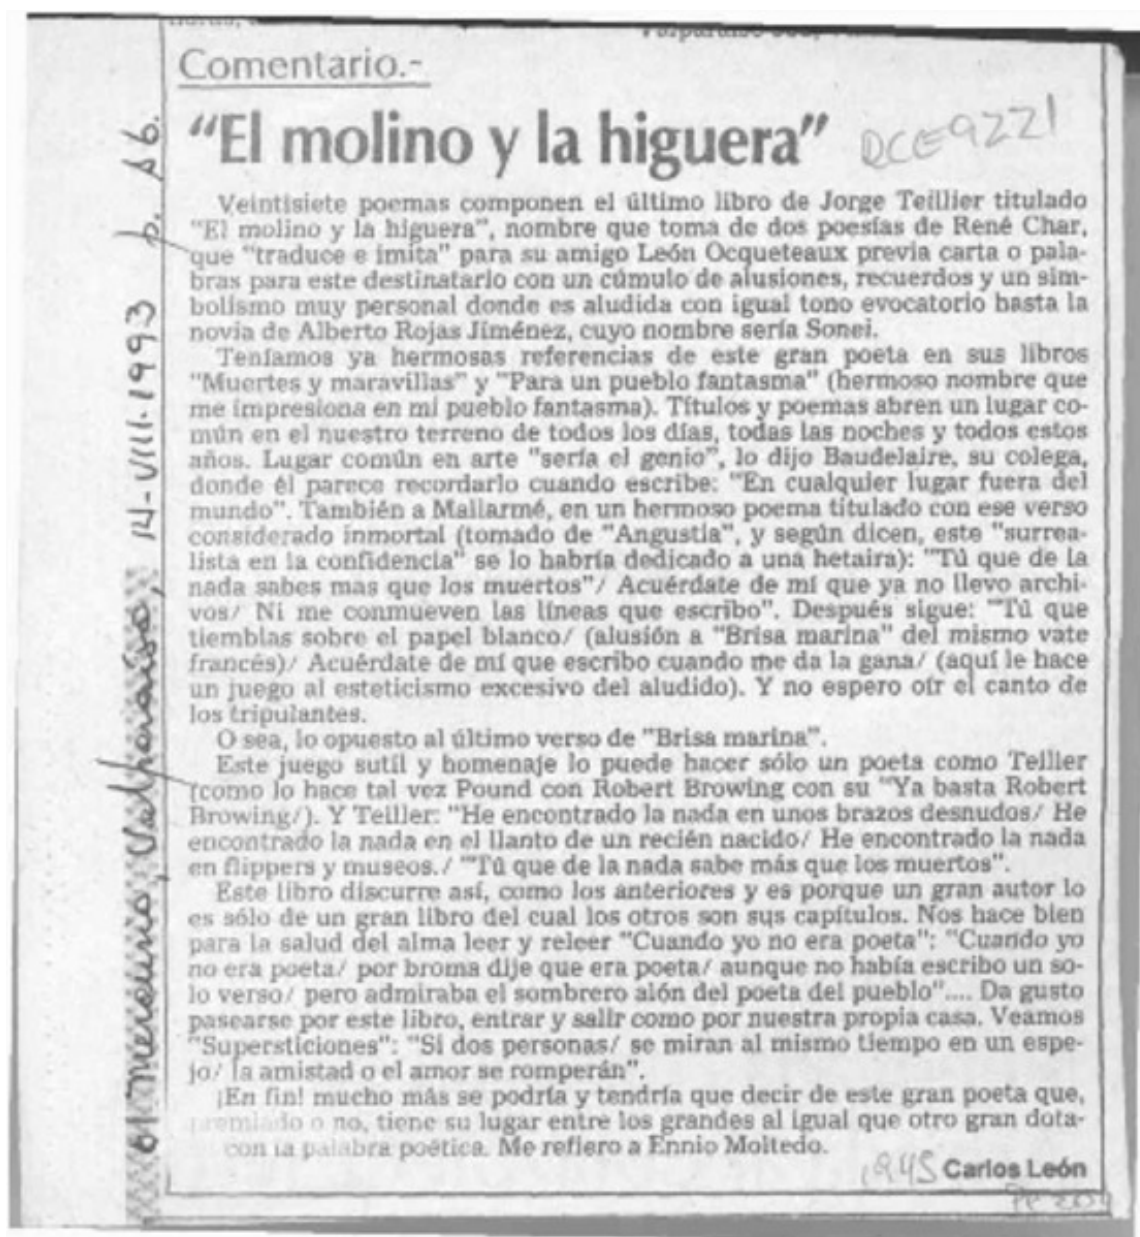 Comentario.-
"El molino y la higuera"
DCE9221
Veintisiete poemas componen el último libro de Jorge Teillier titulado
"El molino y la higuera", nombre que toma de dos poesías de René Char,
que "traduce e imita" para su amigo León Ocqueteaux previa carta o pala-
bras para este destinatario con un cúmulo de alusiones, recuerdos y un sim-
bolismo muy personal donde es aludida con igual tono evocatorio hasta la
novia de Alberto Rojas Jiménez, cuyo nombre sería Sonei.
Teníamos ya hermosas referencias de este gran poeta en sus libros
"Muertes y maravillas" y "Para un pueblo fantasma" (hermoso nombre que
me impresiona en mi pueblo fantasma). Títulos y poemas abren un lugar co-
mún en el nuestro terreno de todos los días, todas las noches y todos estos
años. Lugar común en arte "sería el genio", lo dijo Baudelaire, su colega,
donde él parece recordarlo cuando escribe: "En cualquier lugar fuera del
mundo". También a Mallarmé, en un hermoso poema titulado con ese verso
considerado inmortal (tomado de "Angustia", y según dicen, este "surrea-
lista en la confidencia" se lo habría dedicado a una hetaira): "Tú que de la
nada sabes mas que los muertos"/ Acuérdate de mí que ya no llevo archi-
vos/ Ni me conmueven las líneas que escribo". Después sigue: "Tú que
tiemblas sobre el papel blanco/ (alusión a "Brisa marina" del mismo vate
francés)/ Acuérdate de mí que escribo cuando me da la gana/ (aquí le hace
un juego al esteticismo excesivo del aludido). Y no espero oír el canto de
los tripulantes.
O sea, lo opuesto al último verso de "Brisa marina".
Este juego sutil y homenaje lo puede hacer sólo un poeta como Tellier
(como lo hace tal vez Pound con Robert Browing con su "Ya basta Robert
Browing/). Y Teiller: "He encontrado la nada en unos brazos desnudos/ He
encontrado la nada en el llanto de un recién nacido/ He encontrado la nada
en flippers y museos./ "Tú que de la nada sabe más que los muertos".
Este libro discurre así, como los anteriores y es porque un gran autor lo
es sólo de un gran libro del cual los otros son sus capítulos. Nos hace bien
para la salud del alma leer y releer "Cuando yo no era poeta": "Cuando yo
no era poeta/ por broma dije que era poeta/ aunque no había escribo un so-
lo verso/ pero admiraba el sombrero alón del poeta del pueblo".... Da gusto
pasearse por este libro, entrar y salir como por nuestra propia casa. Veamos
"Supersticiones": "Si dos personas/ se miran al mismo tiempo en un espe-
jo/ la amistad o el amor se romperán".
¡En fin! mucho más se podría y tendría que decir de este gran poeta que,
premiado o no, tiene su lugar entre los grandes al igual que otro gran dota-
con la palabra poética. Me refiero a Ennio Moltedo.
Carlos León
el Mercurio, Valparaíso, 14-VIII-1993 p. A6.